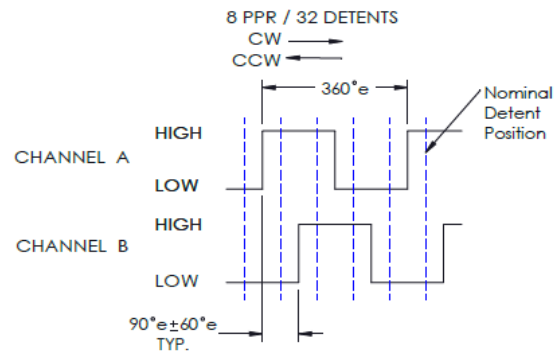 8 PPR / 32 DETENTS
CW
CCW
360°e
Nominal
Detent
Position
HIGH
CHANNEL A
LOW
HIGH
CHANNEL B
LOW
90°e±60°e
TYP.